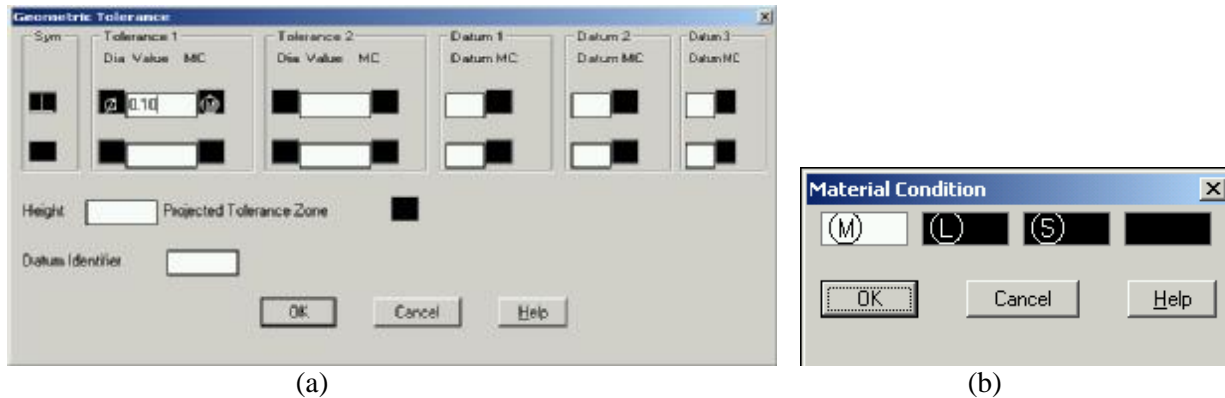 Geometric Tolerance
Sym Tolerance 1 Tolerance 2 Datum 1 Datum 2 Datum 3
Dia Value MC Dia Value MC Datum MC Datum MC Datum MC
Ø 0.10 Ⓜ
Height Projected Tolerance Zone
Datum Identifier
OK Cancel Help
(a)
Material Condition
(M) (L) (S)
OK Cancel Help
(b)